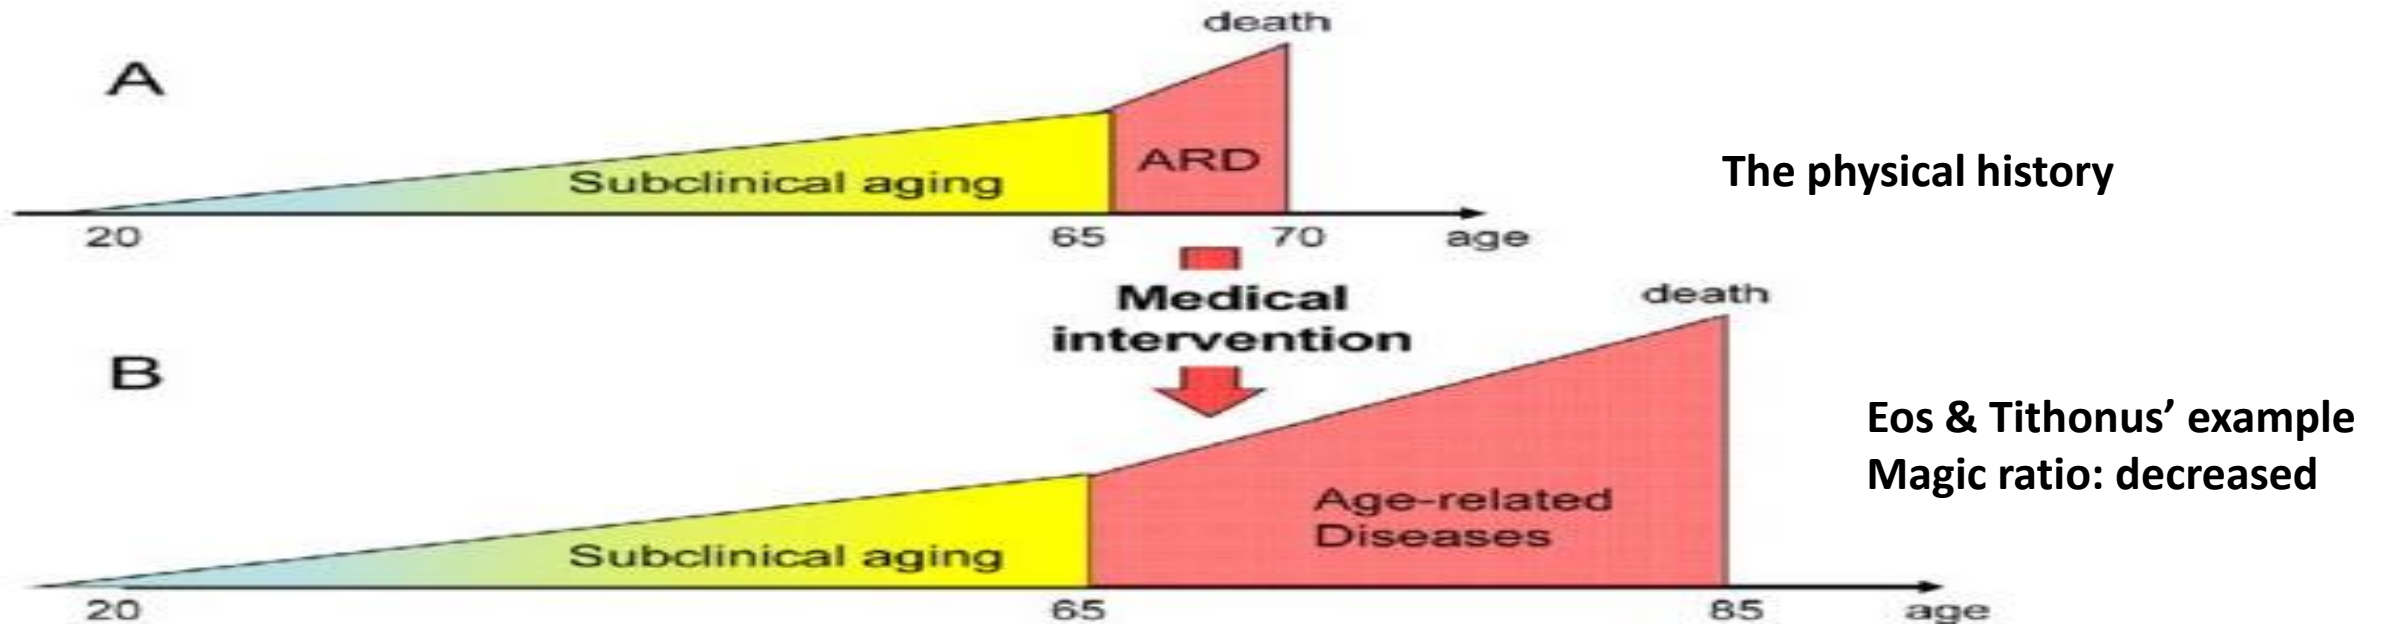 death
A
ARD
Subclinical aging
The physical history
20
65
70
age
Medical
intervention
death
B
Eos & Tithonus’ example
Magic ratio: decreased
Age-related
Diseases
Subclinical aging
20
65
85
age